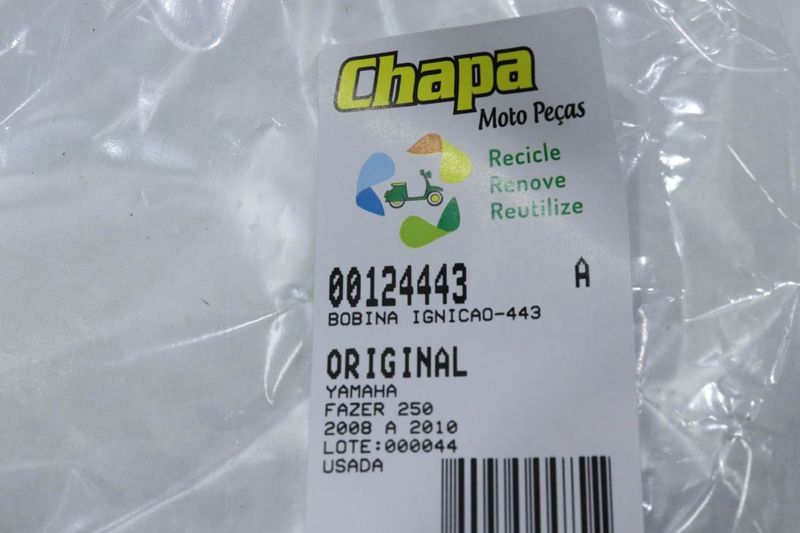 Chapa
Moto Peças
Recicle
Renove
Reutilize
00124443 A
BOBINA IGNICAO-443
ORIGINAL
YAMAHA
FAZER 250
2008 A 2010
LOTE:000044
USADA